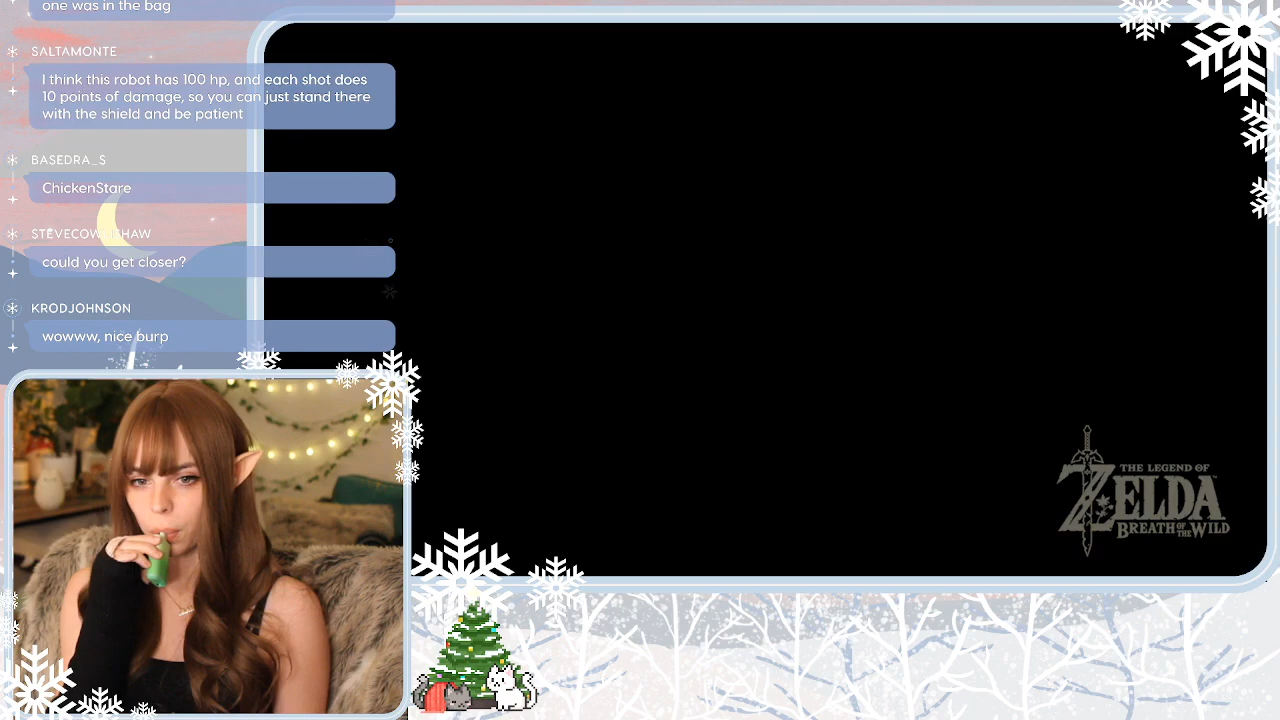 one was in the bag
SALTAMONTE
I think this robot has 100 hp, and each shot does
10 points of damage, so you can just stand there
with the shield and be patient
BASEDRA_S
ChickenStare
could you get closer?
KRODJOHNSON
wowww, nice burp
THE LEGEND OF
ZELDA
BREATH OF THE WILD